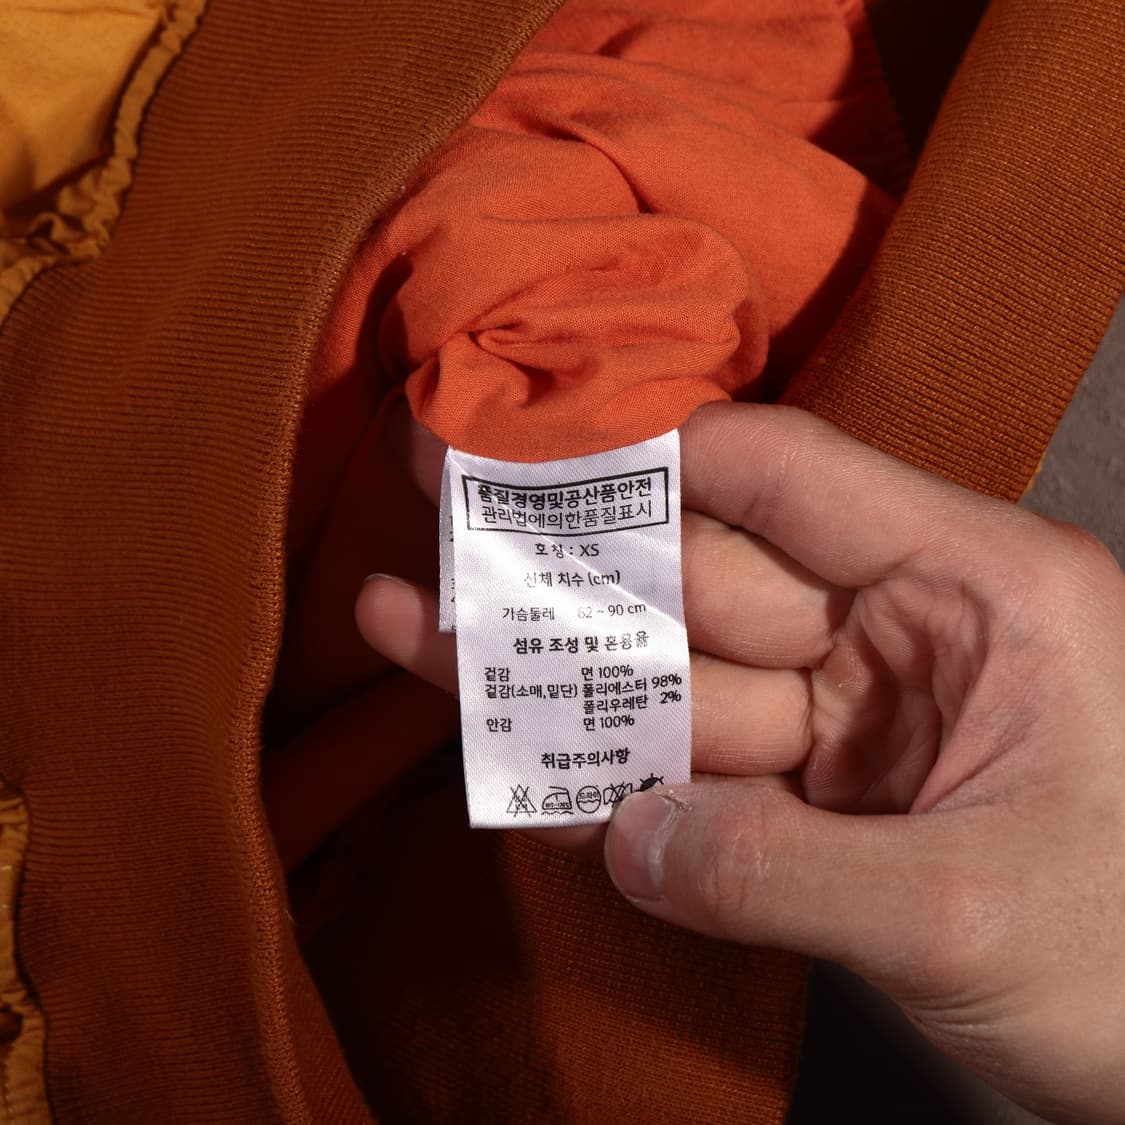 품질경영및공산품안전
관리법에의한품질표시
호칭 : XS
신체 치수 (cm)
가슴둘레 82 ~ 90 cm
섬유 조성 및 혼용율
겉감 면 100%
겉감(소매,밑단) 폴리에스터 98%
폴리우레탄 2%
안감 면 100%
취급주의사항
드라이